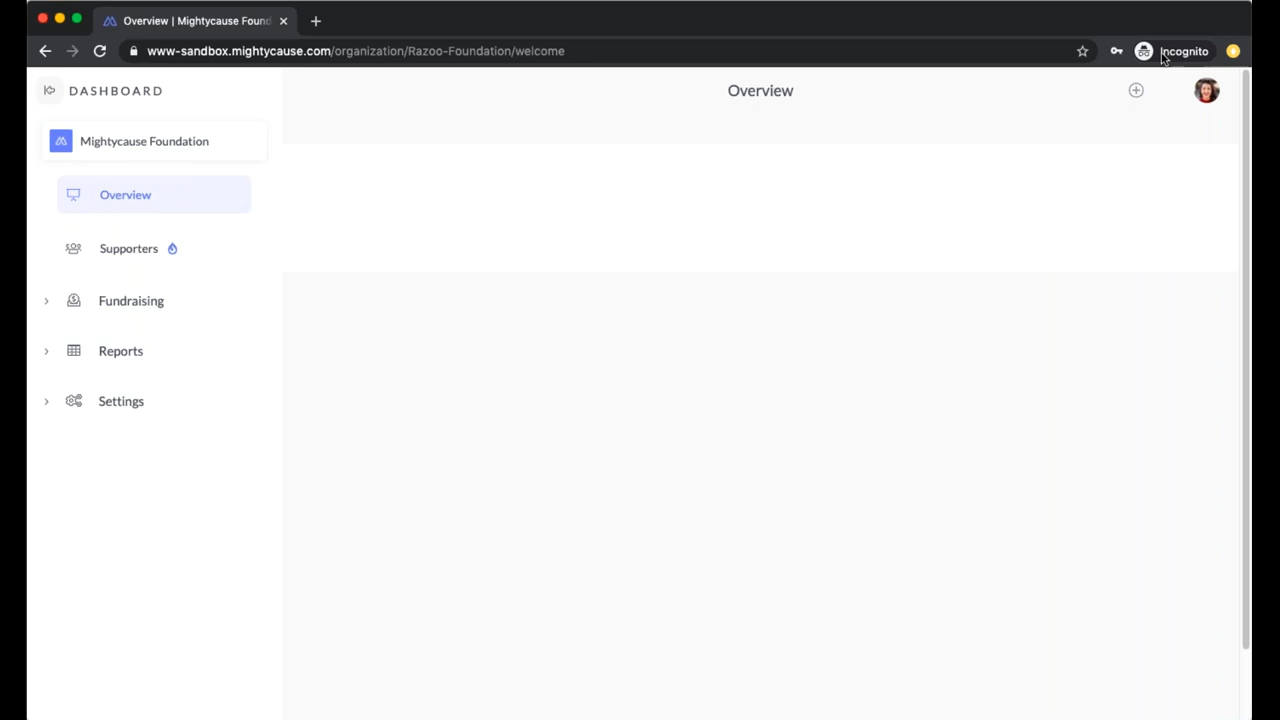 Overview | Mightycause Found
www-sandbox.mightycause.com/organization/Razoo-Foundation/welcome
Incognito
DASHBOARD
Overview
Mightycause Foundation
Overview
Supporters
Fundraising
Reports
Settings